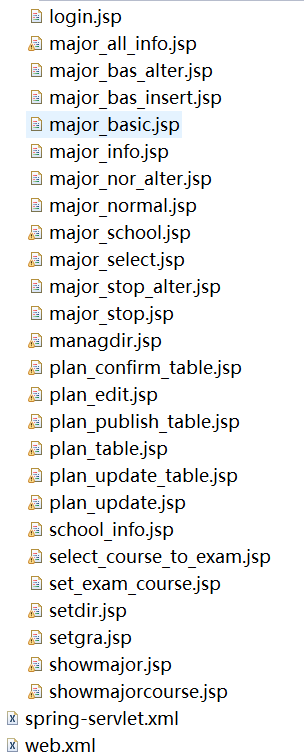 login.jsp
major_all_info.jsp
major_bas_alter.jsp
major_bas_insert.jsp
major_basic.jsp
major_info.jsp
major_nor_alter.jsp
major_normal.jsp
major_school.jsp
major_select.jsp
major_stop_alter.jsp
major_stop.jsp
managdir.jsp
plan_confirm_table.jsp
plan_edit.jsp
plan_publish_table.jsp
plan_table.jsp
plan_update_table.jsp
plan_update.jsp
school_info.jsp
select_course_to_exam.jsp
set_exam_course.jsp
setdir.jsp
setgra.jsp
showmajor.jsp
showmajorcourse.jsp
spring-servlet.xml
web.xml